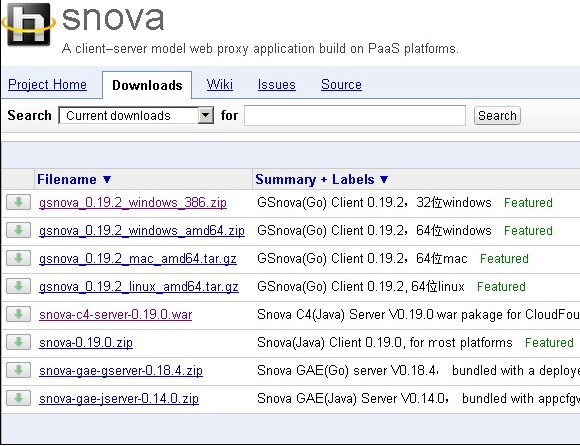 snova
A client–server model web proxy application build on PaaS platforms.
Project Home Downloads Wiki Issues Source
Search Current downloads for Search
Filename ▼ Summary + Labels ▼
gsnova_0.19.2_windows_386.zip GSnova(Go) Client 0.19.2，32位windows Featured
gsnova_0.19.2_windows_amd64.zip GSnova(Go) Client 0.19.2，64位windows Featured
gsnova_0.19.2_mac_amd64.tar.gz GSnova(Go) Client 0.19.2，64位mac Featured
gsnova_0.19.2_linux_amd64.tar.gz GSnova(Go) Client 0.19.2, 64位linux Featured
snova-c4-server-0.19.0.war Snova C4(Java) Server V0.19.0 war pakage for CloudFou
snova-0.19.0.zip Snova(Java) Client 0.19.0, for most platforms Featured
snova-gae-gserver-0.18.4.zip Snova GAE(Go) server V0.18.4， bundled with a deploye
snova-gae-jserver-0.14.0.zip Snova GAE(Java) Server V0.14.0， bundled with appcfgw